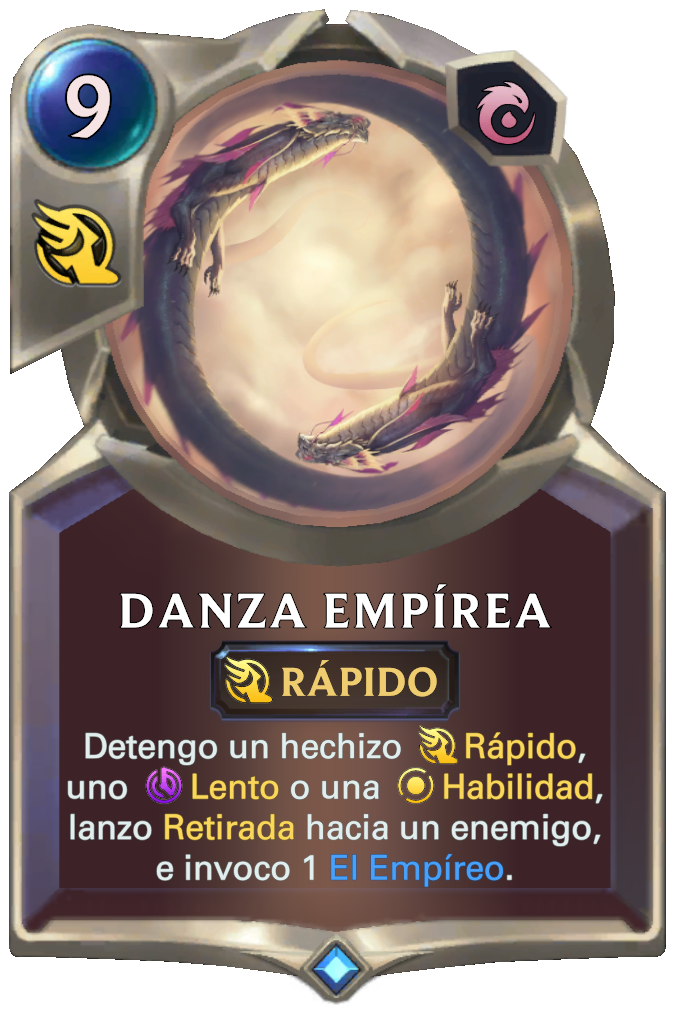 9
DANZA EMPÍREA
RÁPIDO
Detengo un hechizo Rápido,
uno Lento o una Habilidad,
lanzo Retirada hacia un enemigo,
e invoco 1 El Empíreo.